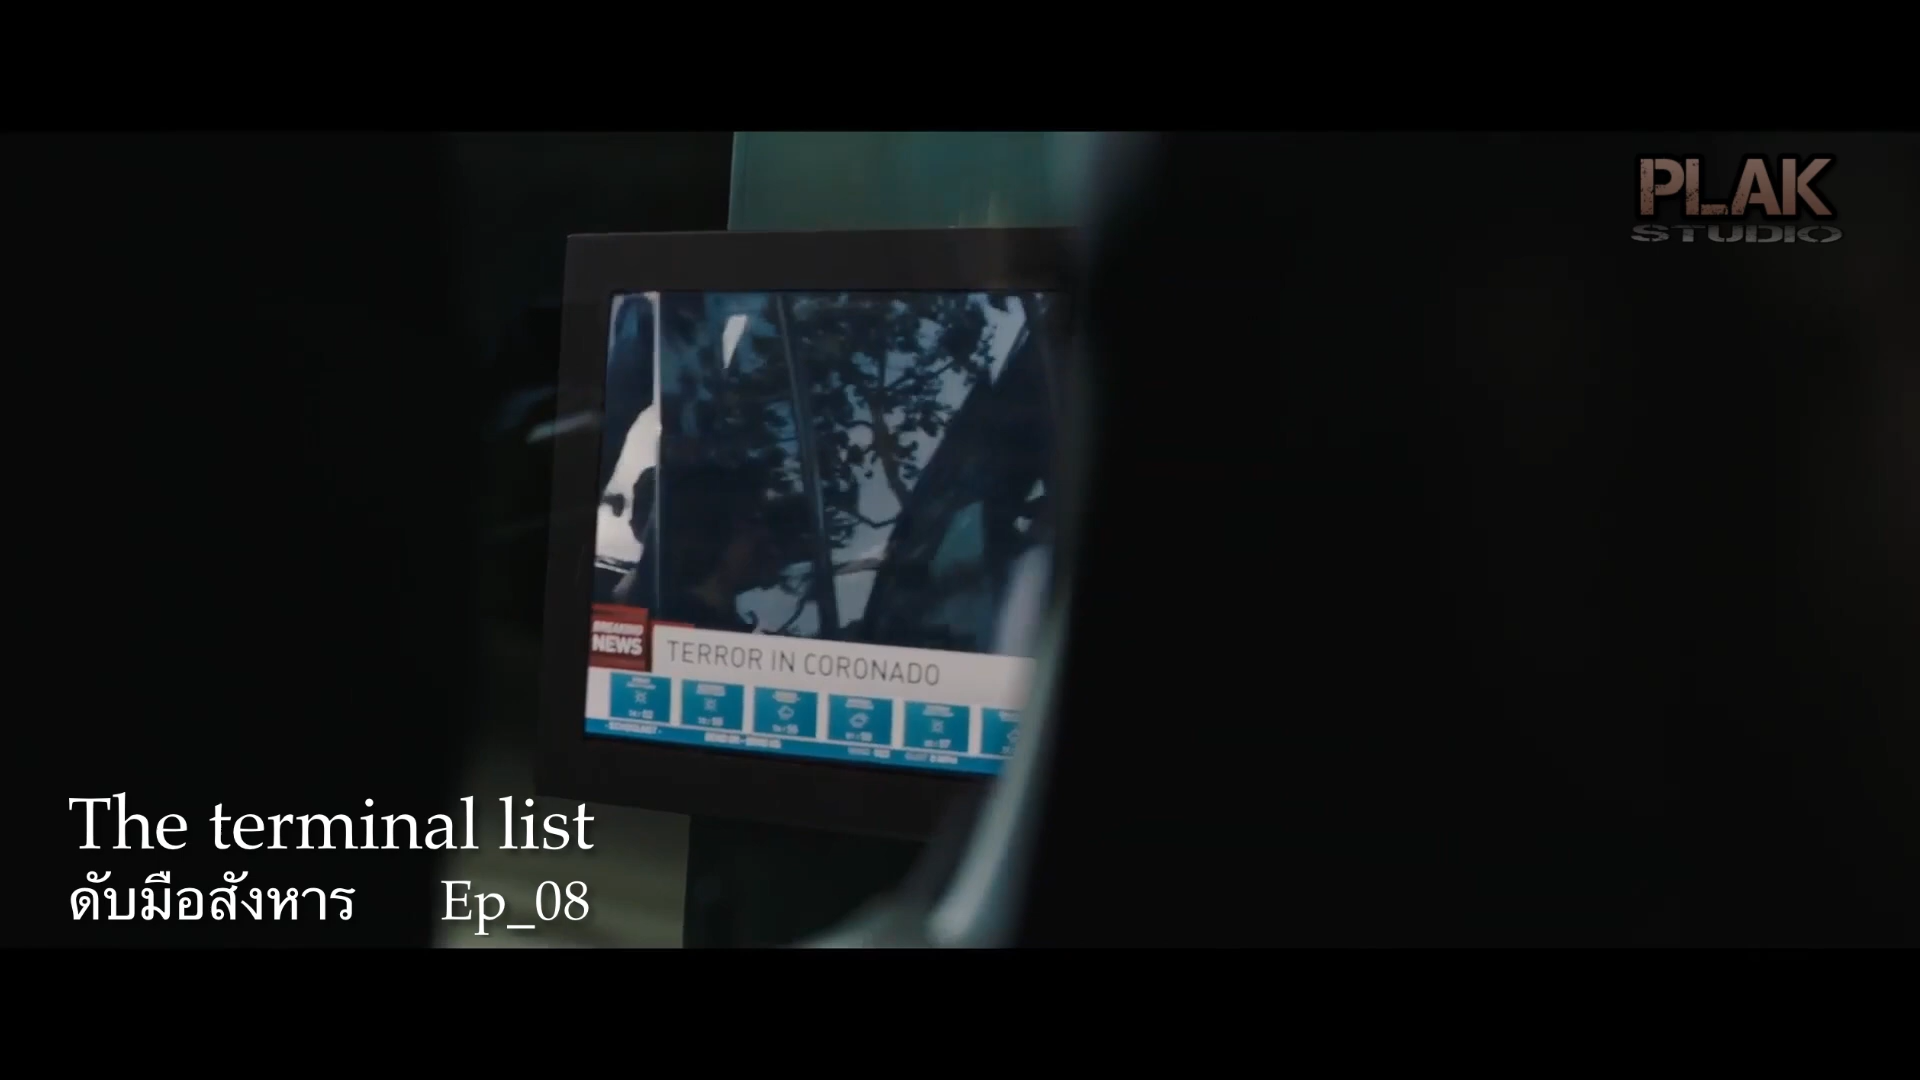 PLAK
STUDIO
BREAKING
NEWS
TERROR IN CORONADO
The terminal list
ดับมือสังหาร Ep_08